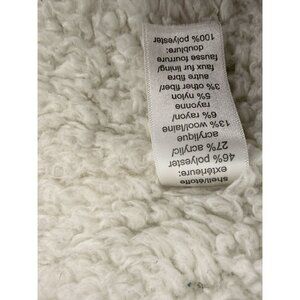 shell/étoffe
extérieure:
46% polyester
27% acrylic/
acrylique
13% wool/laine
6% rayon/
rayonne
5% nylon
3% other fiber/
autre fibre
faux fur lining/
doublure:
fausse fourrure
100% polyester